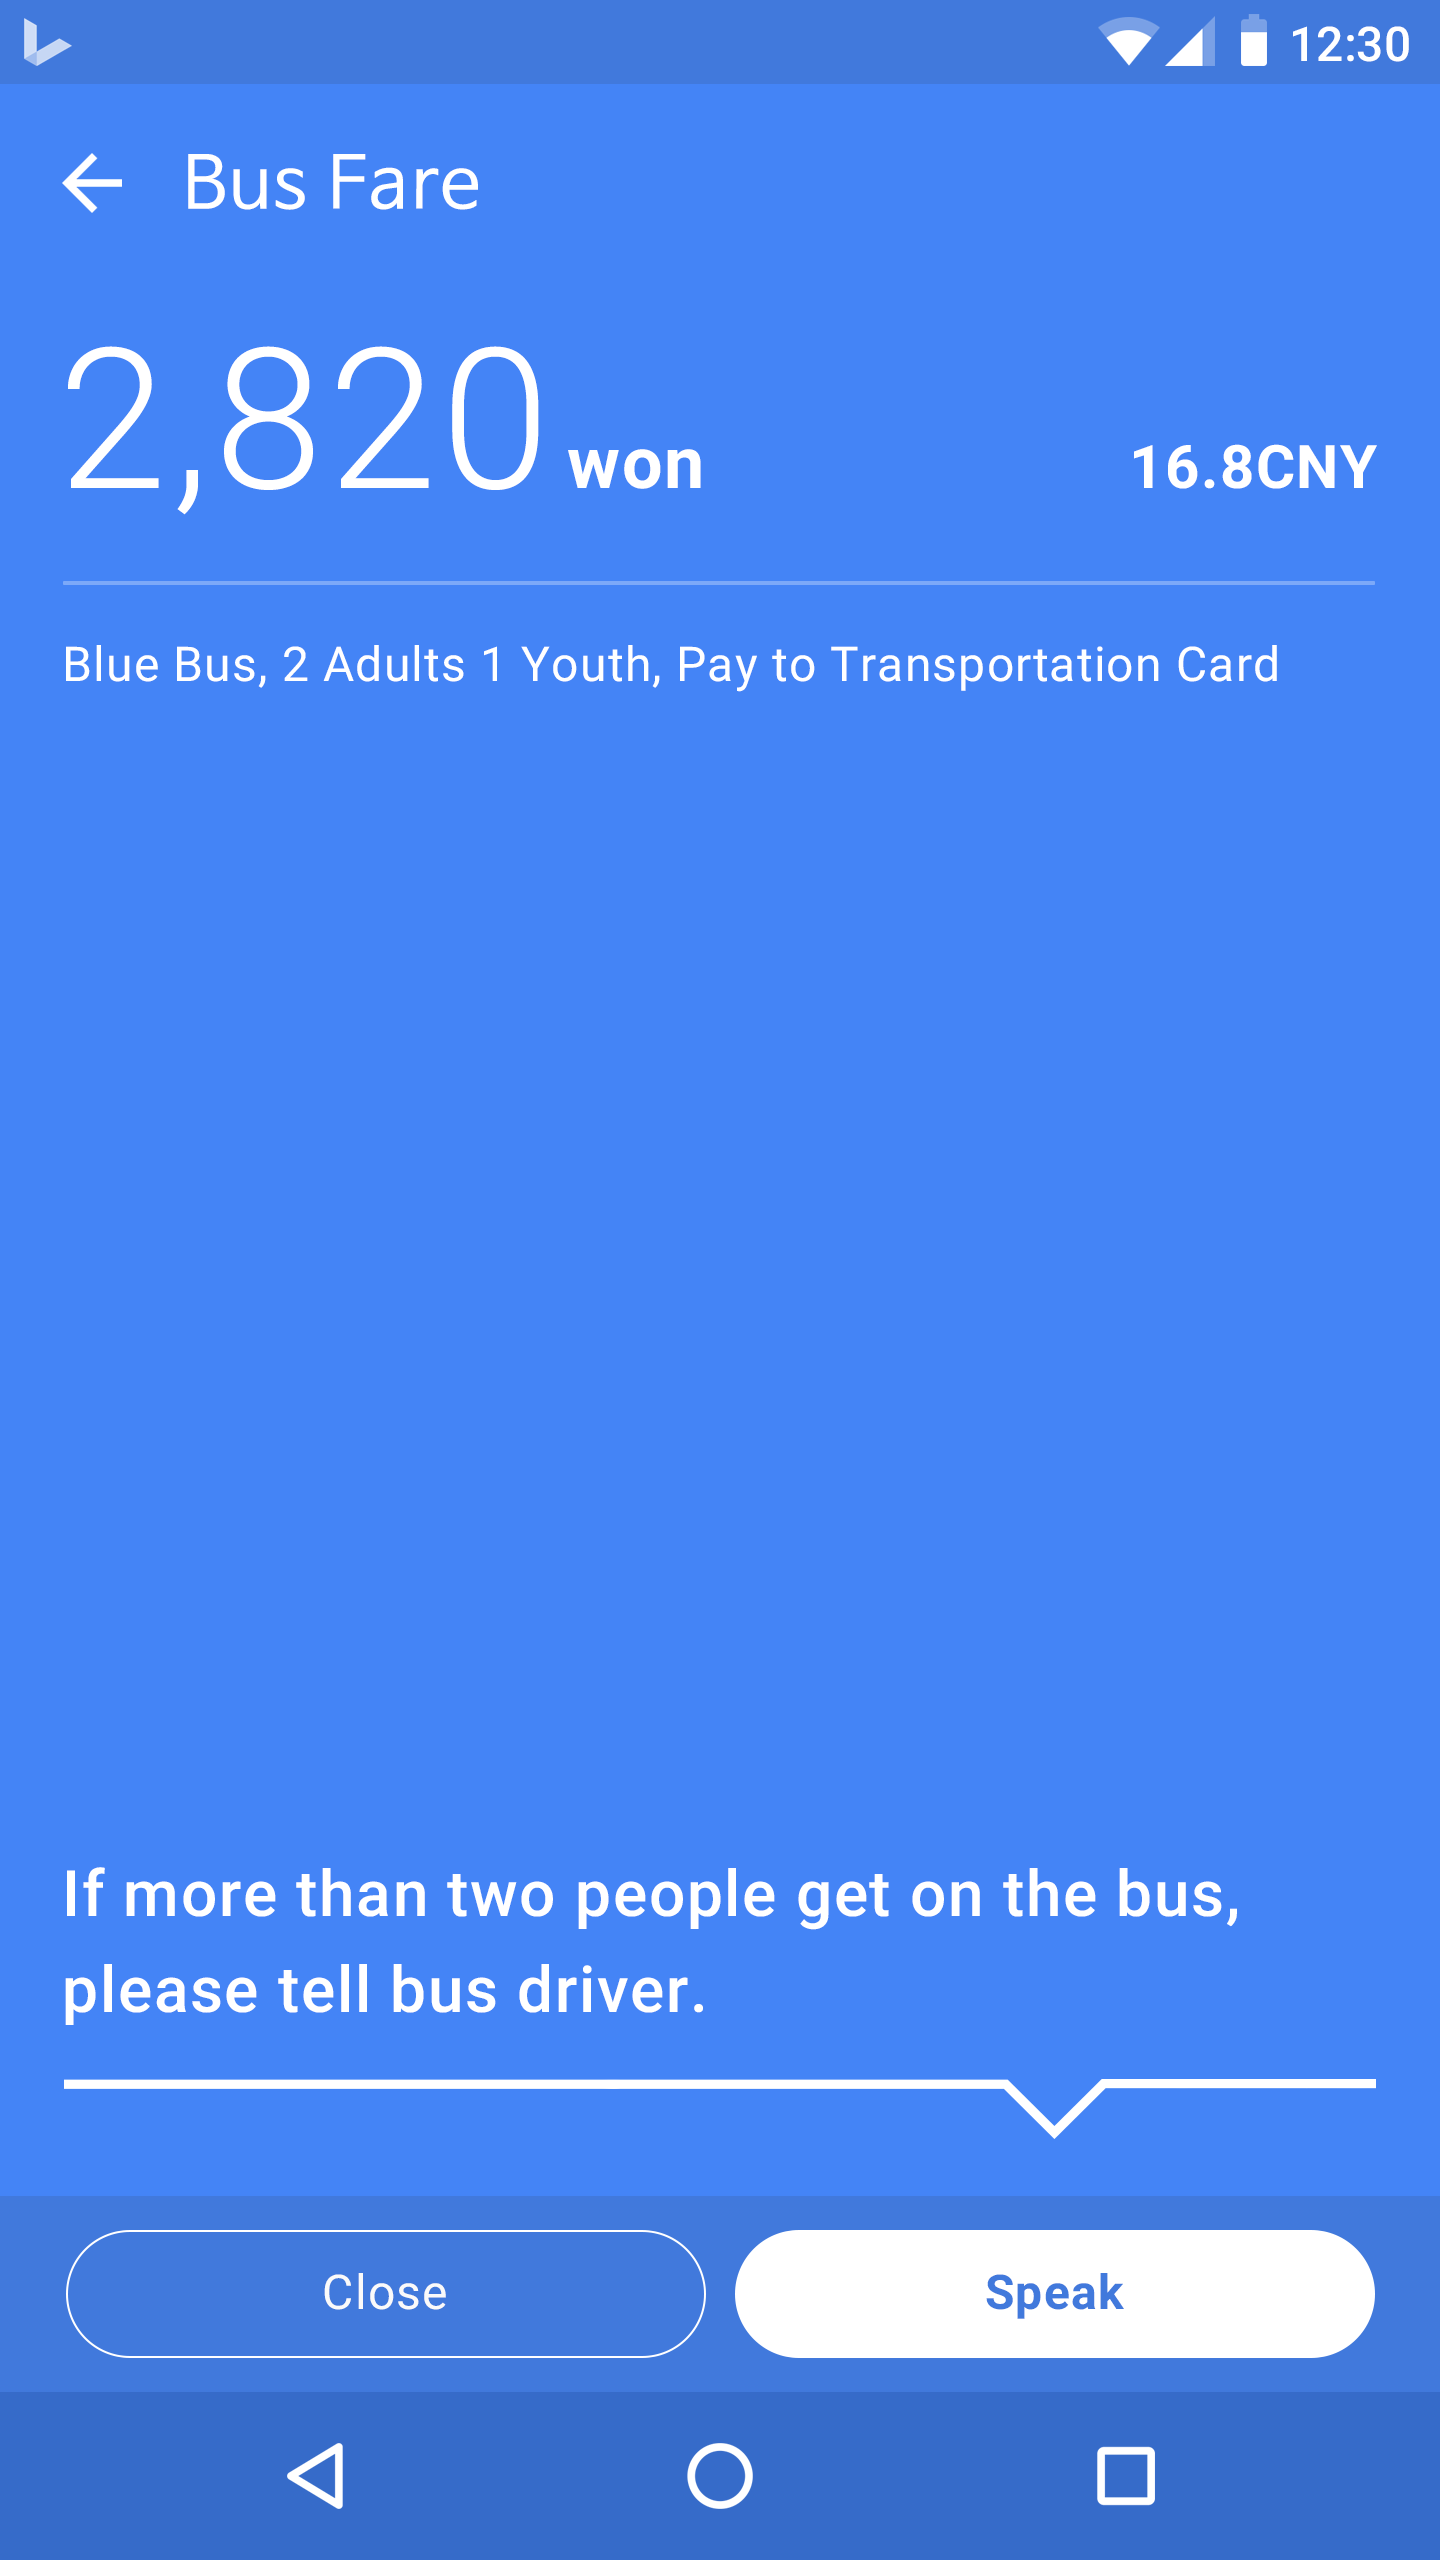 12:30
Bus Fare
2,820 won
16.8CNY
Blue Bus, 2 Adults 1 Youth, Pay to Transportation Card
If more than two people get on the bus,
please tell bus driver.
Close
Speak